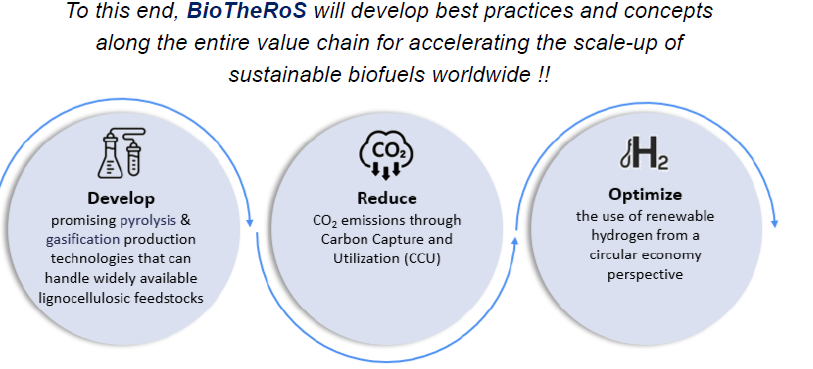 To this end, BioTheRoS will develop best practices and concepts
along the entire value chain for accelerating the scale-up of
sustainable biofuels worldwide !!
Develop
promising pyrolysis &
gasification production
technologies that can
handle widely available
lignocellulosic feedstocks
CO₂
Reduce
CO₂ emissions through
Carbon Capture and
Utilization (CCU)
H₂
Optimize
the use of renewable
hydrogen from a
circular economy
perspective